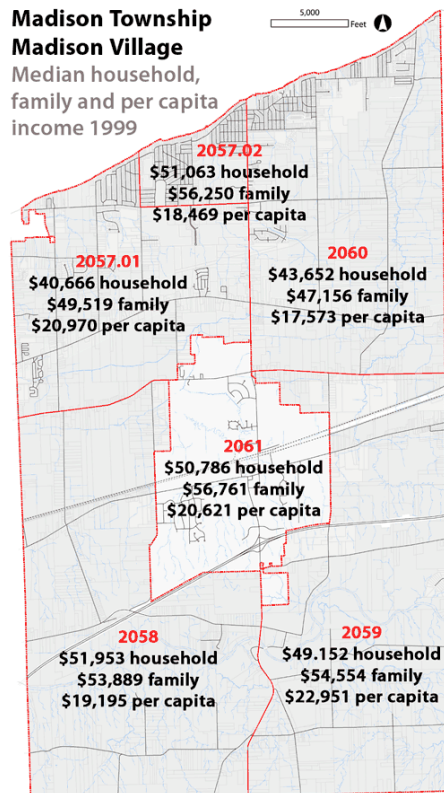 Madison Township
Madison Village
Median household,
family and per capita
income 1999
5,000
Feet
2057.02
$51,063 household
$56,250 family
$18,469 per capita
2057.01
$40,666 household
$49,519 family
$20,970 per capita
2060
$43,652 household
$47,156 family
$17,573 per capita
2061
$50,786 household
$56,761 family
$20,621 per capita
2058
$51,953 household
$53,889 family
$19,195 per capita
2059
$49.152 household
$54,554 family
$22,951 per capita